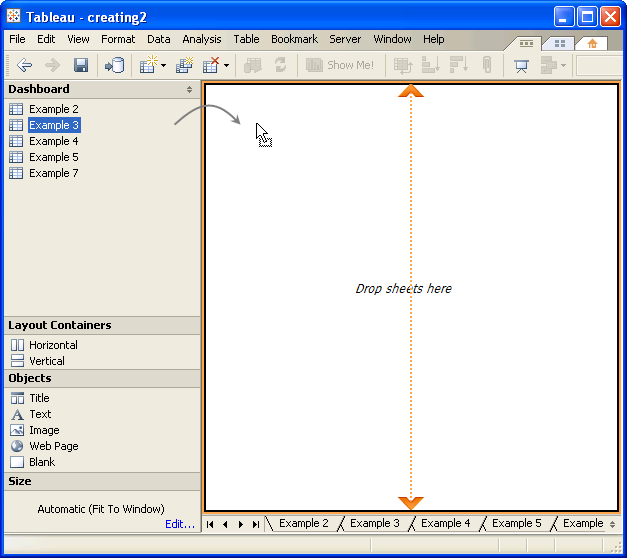 Tableau - creating2
File Edit View Format Data Analysis Table Bookmark Server Window Help
Show Me!
Dashboard
Example 2
Example 3
Example 4
Example 5
Example 7
Drop sheets here
Layout Containers
Horizontal
Vertical
Objects
Title
Text
Image
Web Page
Blank
Size
Automatic (Fit To Window)
Edit...
Example 2 Example 3 Example 4 Example 5 Example